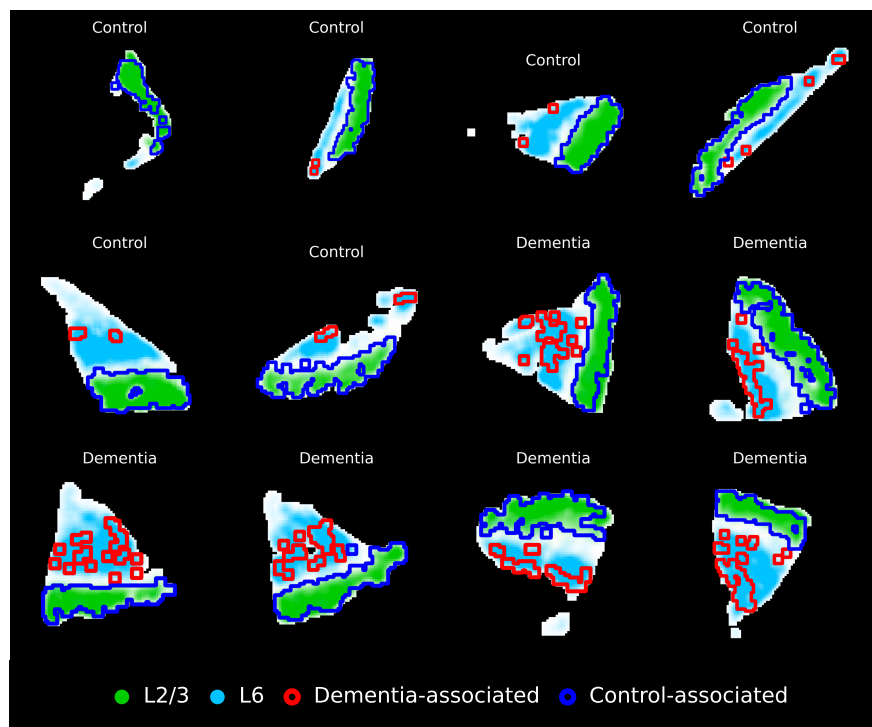 Control
Control
Control
Control
Control
Control
Dementia
Dementia
Dementia
Dementia
Dementia
Dementia
L2/3 L6 Dementia-associated Control-associated